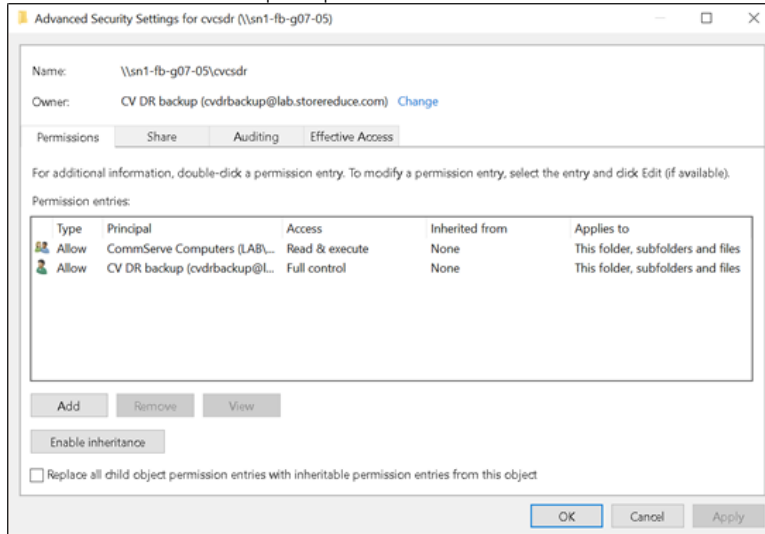 Advanced Security Settings for cvcsdr (\\sn1-fb-g07-05)
Name: \\sn1-fb-g07-05\cvcsdr
Owner: CV DR backup (cvdrbackup@lab.storereduce.com) Change
Permissions Share Auditing Effective Access
For additional information, double-click a permission entry. To modify a permission entry, select the entry and click Edit (if available).
Permission entries:
Type Principal Access Inherited from Applies to
Allow CommServe Computers (LAB\... Read & execute None This folder, subfolders and files
Allow CV DR backup (cvdrbackup@l... Full control None This folder, subfolders and files
Add Remove View
Enable inheritance
Replace all child object permission entries with inheritable permission entries from this object
OK Cancel Apply